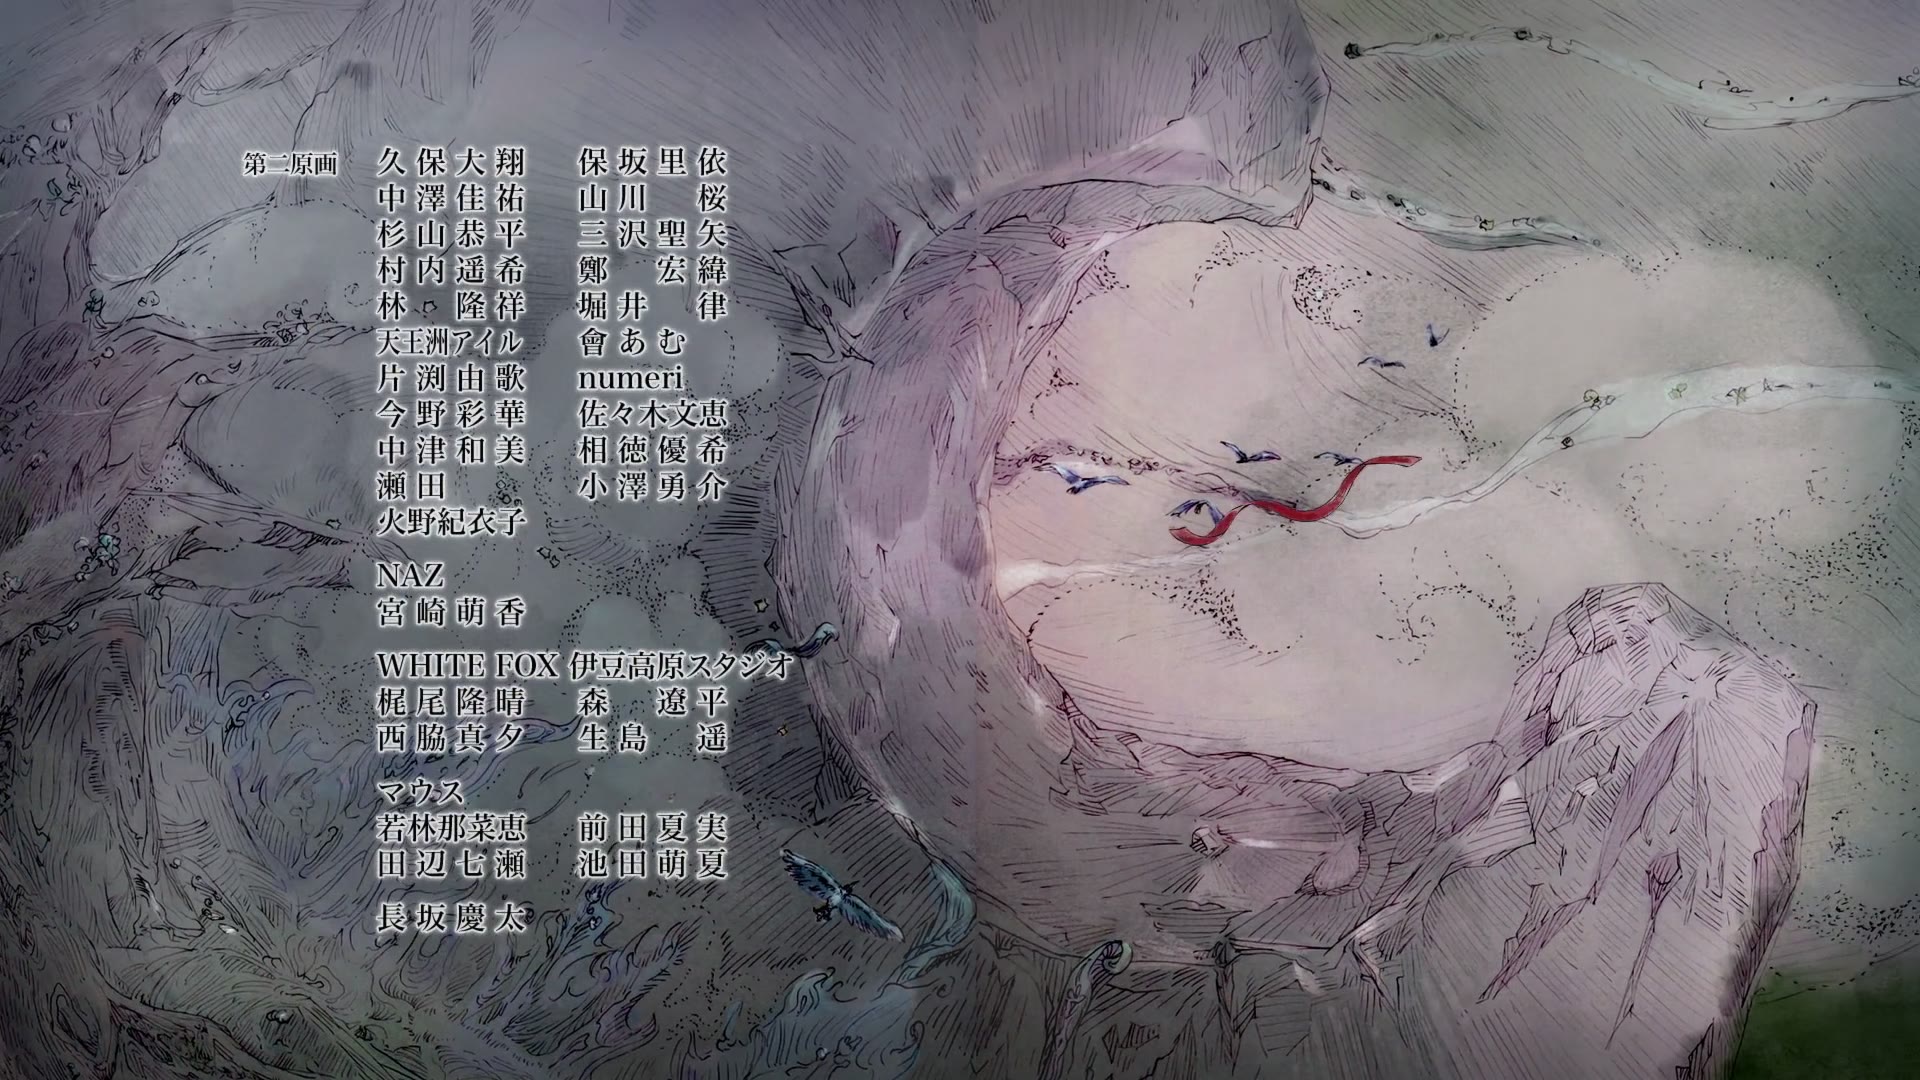 第二原画 久保大翔 保坂里依
中澤佳祐 山川桜
杉山恭平 三沢聖矢
村内遥希 鄭宏緯
林隆祥 堀井律
天王洲アイル 會あむ
片渕由歌 numeri
今野彩華 佐々木文恵
中津和美 相徳優希
瀬田 小澤勇介
火野紀衣子
NAZ
宮崎萌香
WHITE FOX 伊豆高原スタジオ
梶尾隆晴 森遼平
西脇真夕 生島遥
マウス
若林那菜恵 前田夏実
田辺七瀬 池田萌夏
長坂慶太